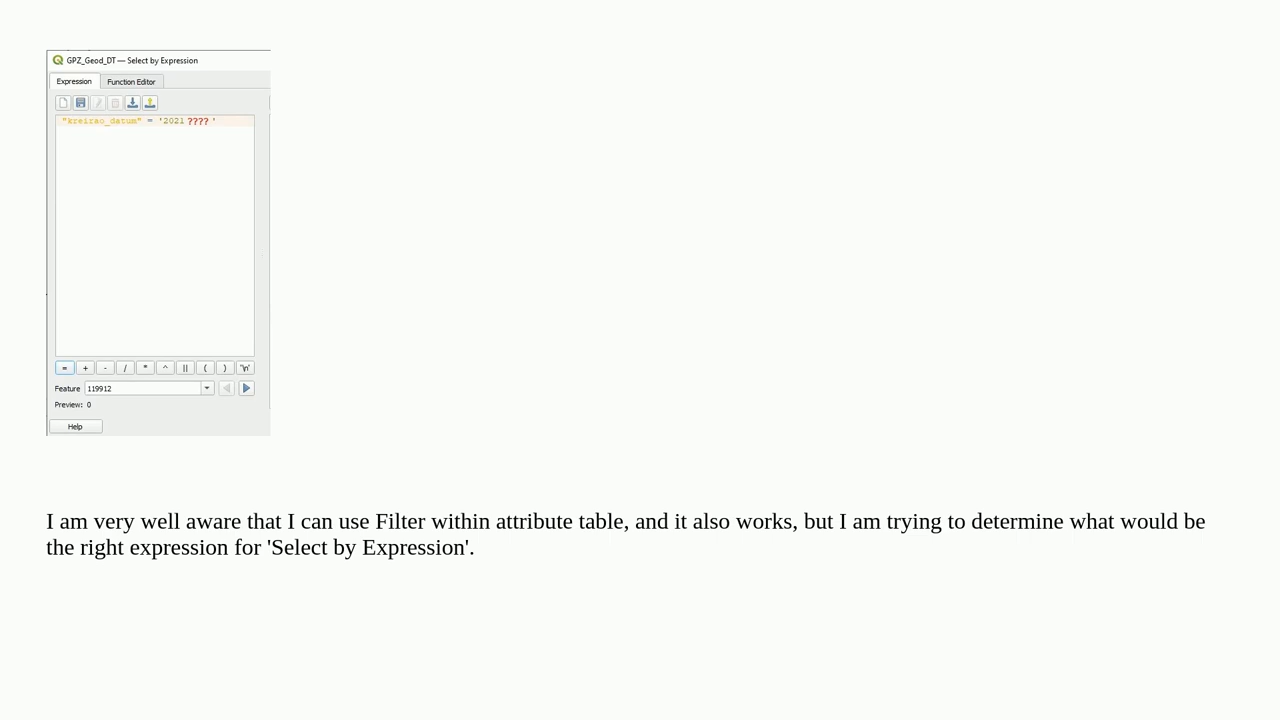 GPZ_Geod_DT — Select by Expression
Expression Function Editor
"kreirao_datum" = '2021 ???? '
= + - / * ^ || ( ) '\n'
Feature 119912
Preview: 0
Help
I am very well aware that I can use Filter within attribute table, and it also works, but I am trying to determine what would be
the right expression for 'Select by Expression'.